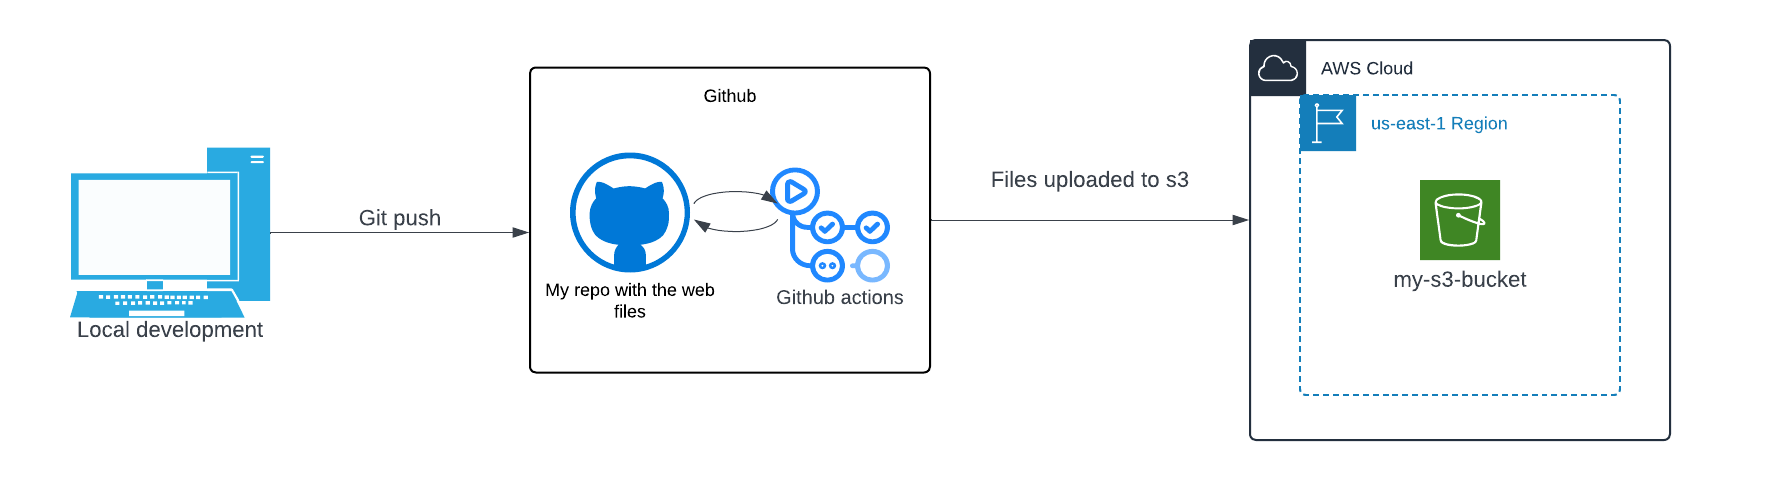 Local development
Git push
Github
My repo with the web
files
Github actions
Files uploaded to s3
AWS Cloud
us-east-1 Region
my-s3-bucket